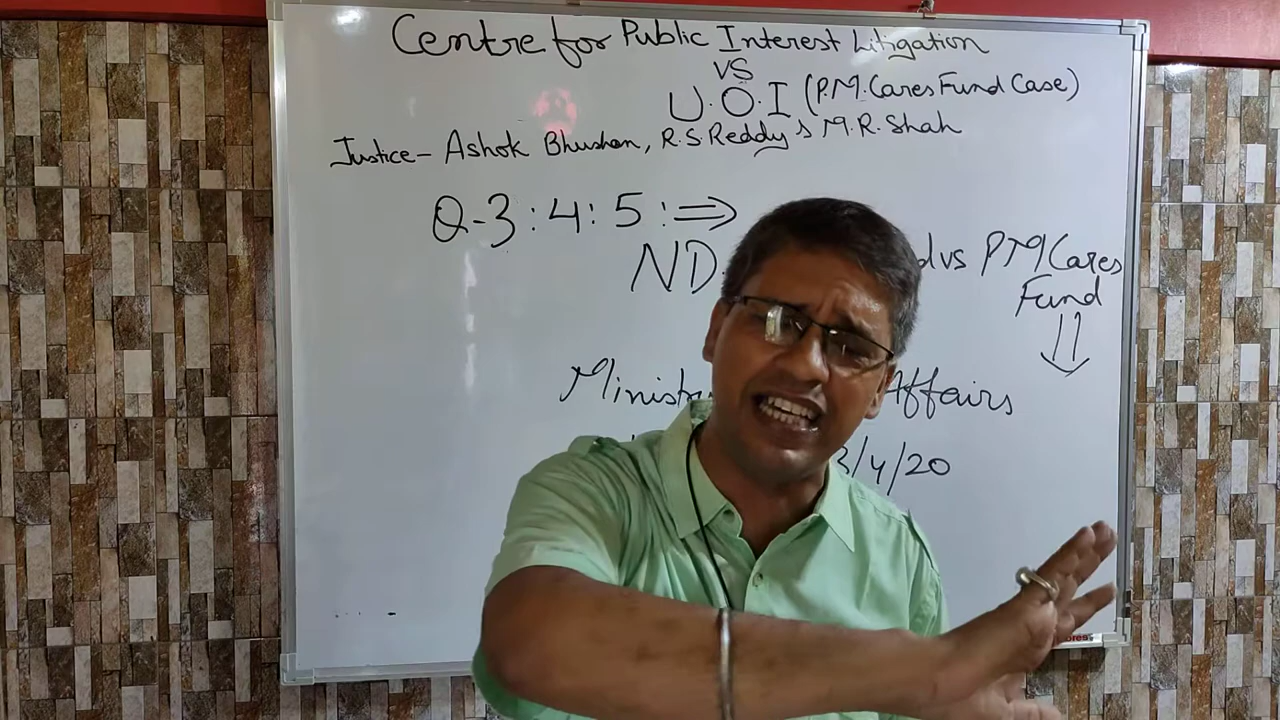 Centre for Public Interest Litigation
VS
U.O.I (P.M. Cares Fund Case)
Justice- Ashok Bhushan, R.S. Reddy & M.R. Shah
Q-3:4:5:⇒
ND vs PM Cares
Fund
Affairs
3/4/20